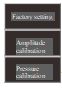 Factory setting
Amplitude
calibration
Pressure
calibration